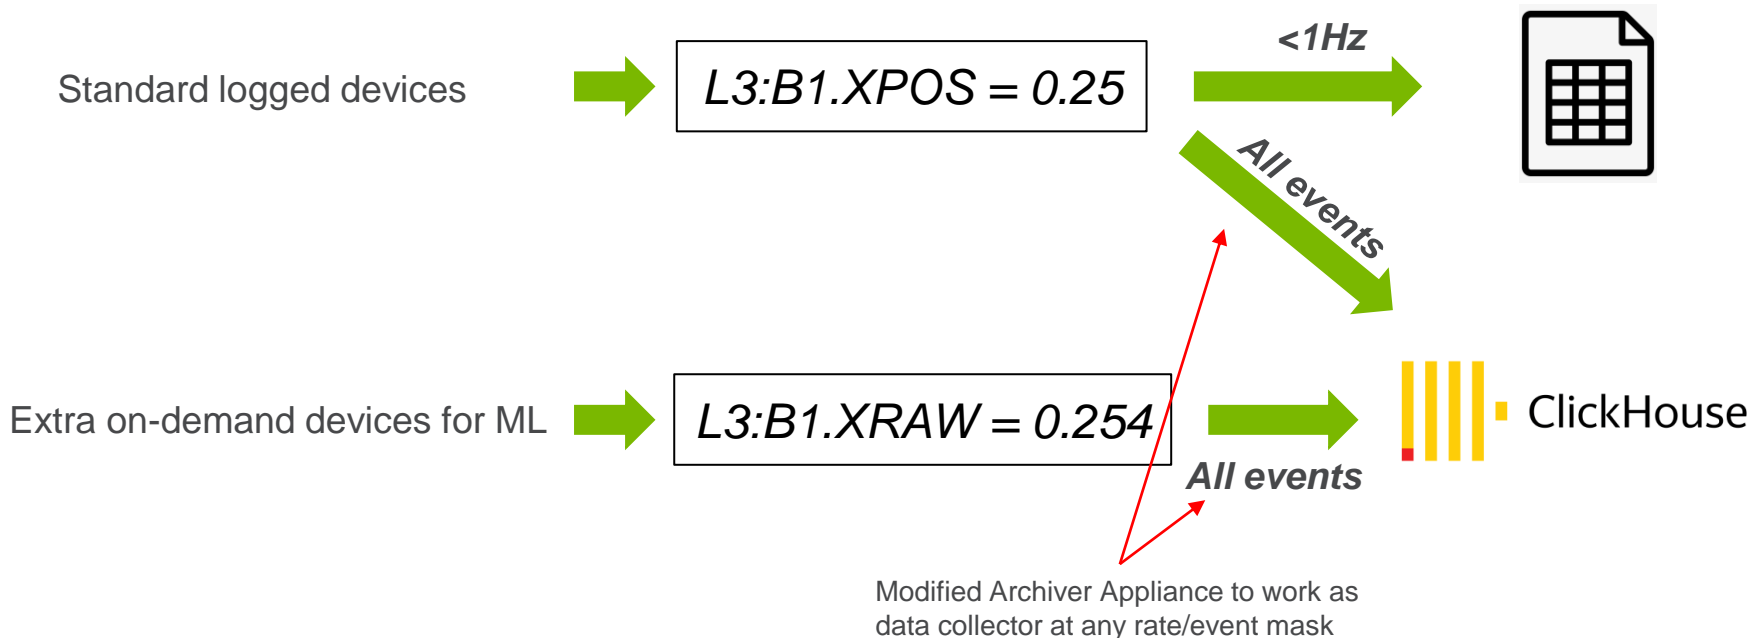 <1Hz
Standard logged devices
L3:B1.XPOS = 0.25
All events
Extra on-demand devices for ML
L3:B1.XRAW = 0.254
ClickHouse
All events
Modified Archiver Appliance to work as
data collector at any rate/event mask